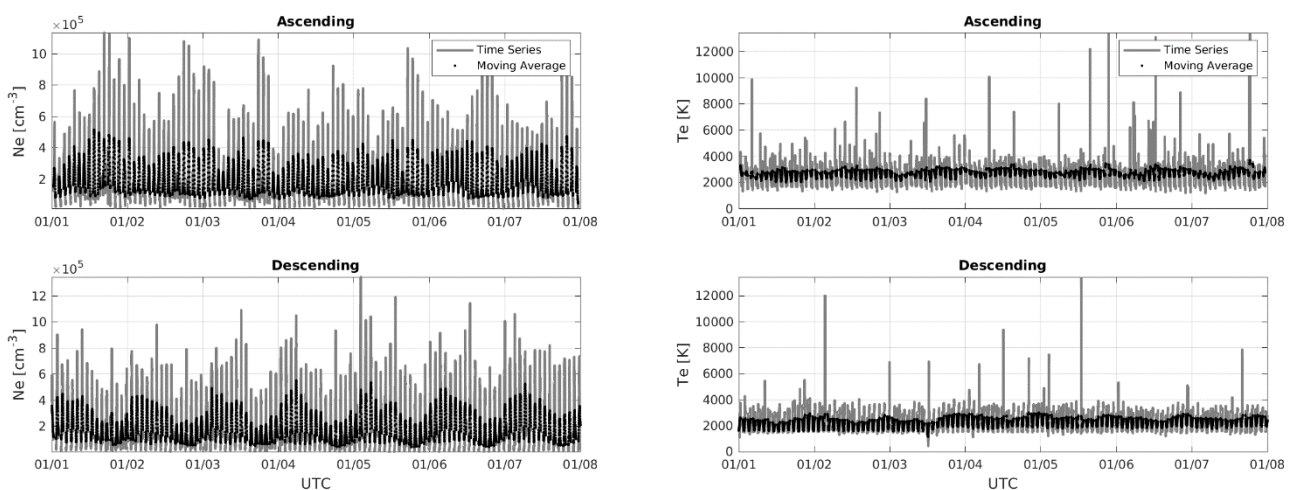 Ascending
×10⁵
10
8
6
4
2
Ne [cm⁻³]
Time Series
Moving Average
01/01 01/02 01/03 01/04 01/05 01/06 01/07 01/08
Ascending
12000
10000
8000
6000
4000
2000
0
Te [K]
Time Series
Moving Average
01/01 01/02 01/03 01/04 01/05 01/06 01/07 01/08
Descending
×10⁵
12
10
8
6
4
2
Ne [cm⁻³]
01/01 01/02 01/03 01/04 01/05 01/06 01/07 01/08
UTC
Descending
12000
10000
8000
6000
4000
2000
0
Te [K]
01/01 01/02 01/03 01/04 01/05 01/06 01/07 01/08
UTC